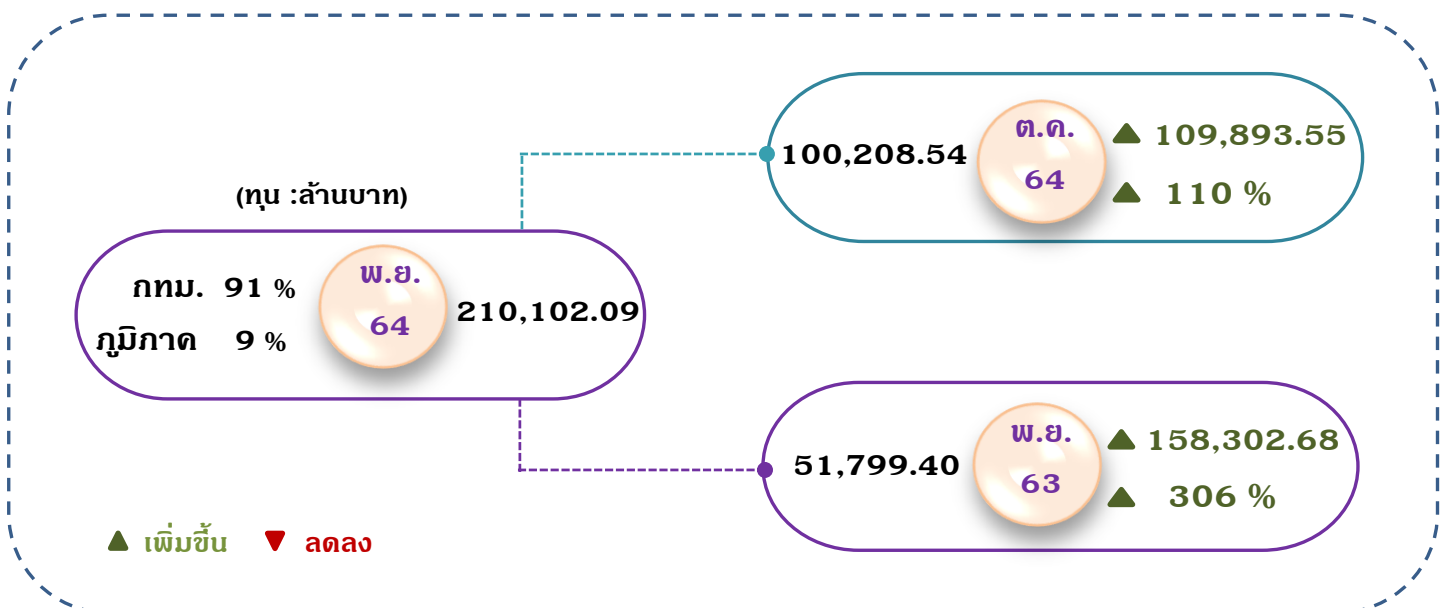 (ทุน :ล้านบาท)
กทม. 91 %
ภูมิภาค 9 %
พ.ย.
64
210,102.09
100,208.54
ต.ค.
64
109,893.55
110 %
51,799.40
พ.ย.
63
158,302.68
306 %
เพิ่มขึ้น ลดลง